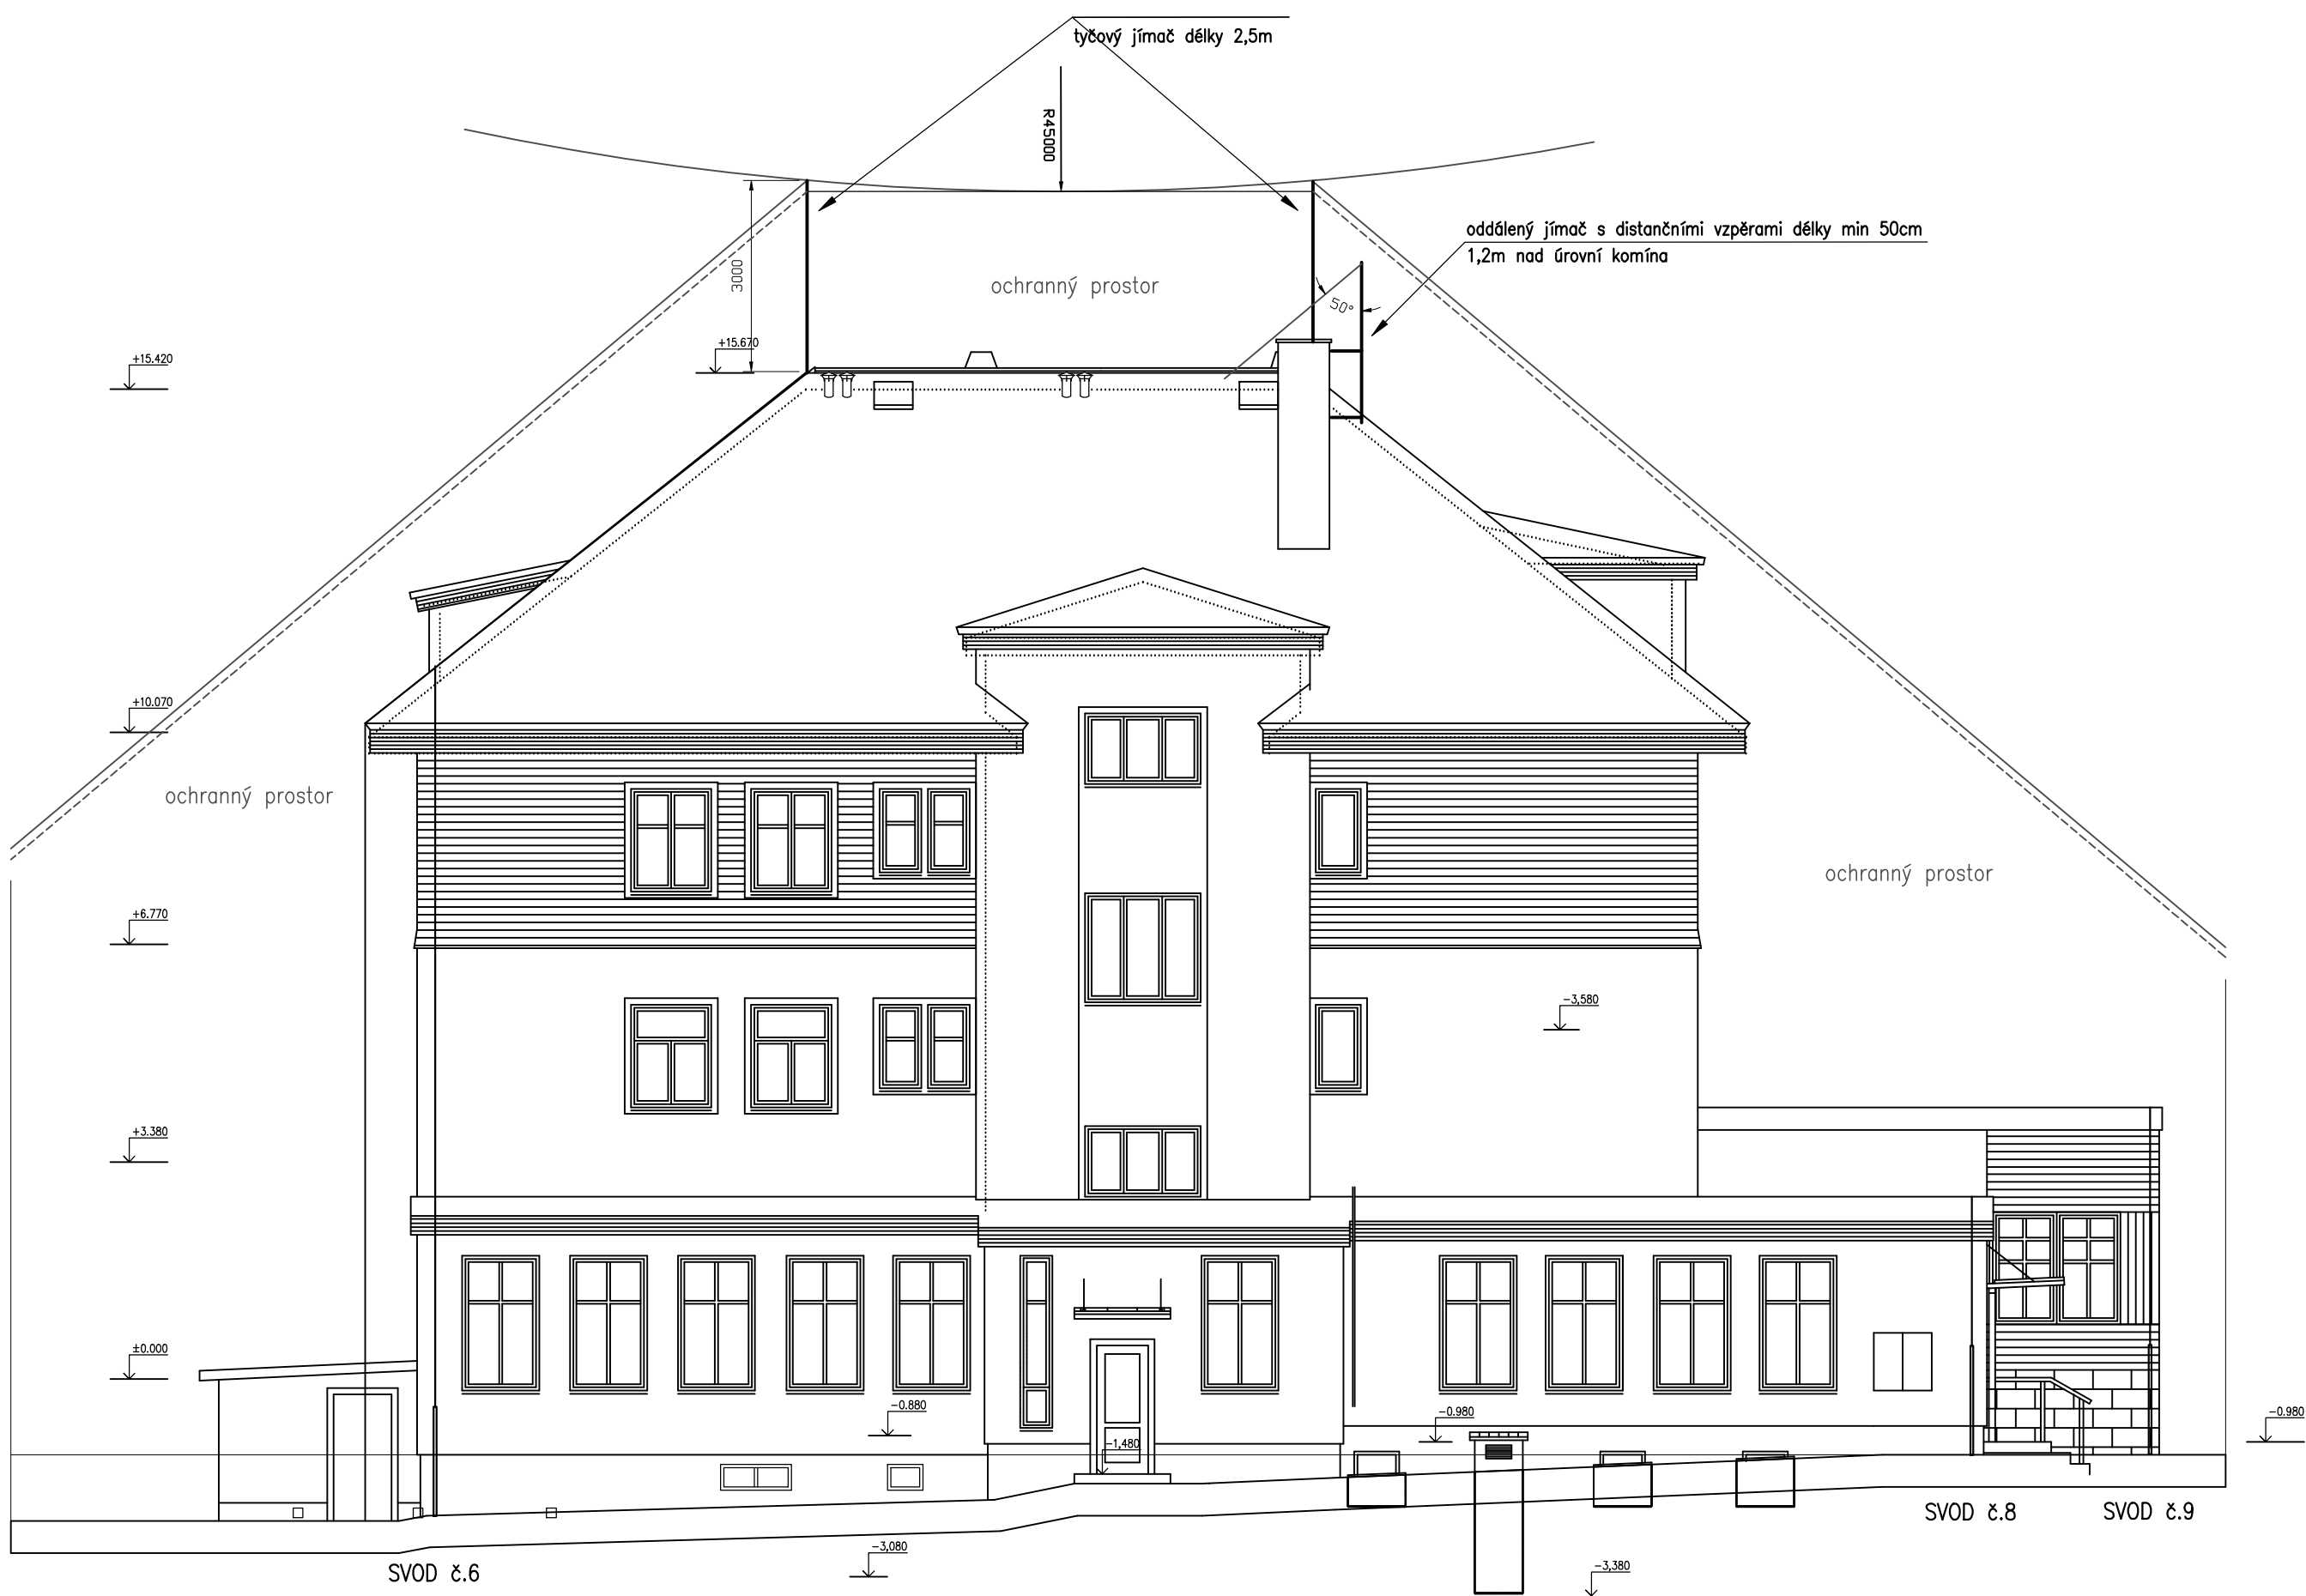 tyčový jímač délky 2,5m
R45000
oddálený jímač s distančními vzpěrami délky min 50cm
1,2m nad úrovní komína
3000
ochranný prostor
50°
+15.670
+15.420
+10.070
ochranný prostor
ochranný prostor
+6.770
-3,580
+3.380
±0.000
-0.880
-0.980
-0.980
-1,480
SVOD č.8
SVOD č.9
-3,080
-3,380
SVOD č.6